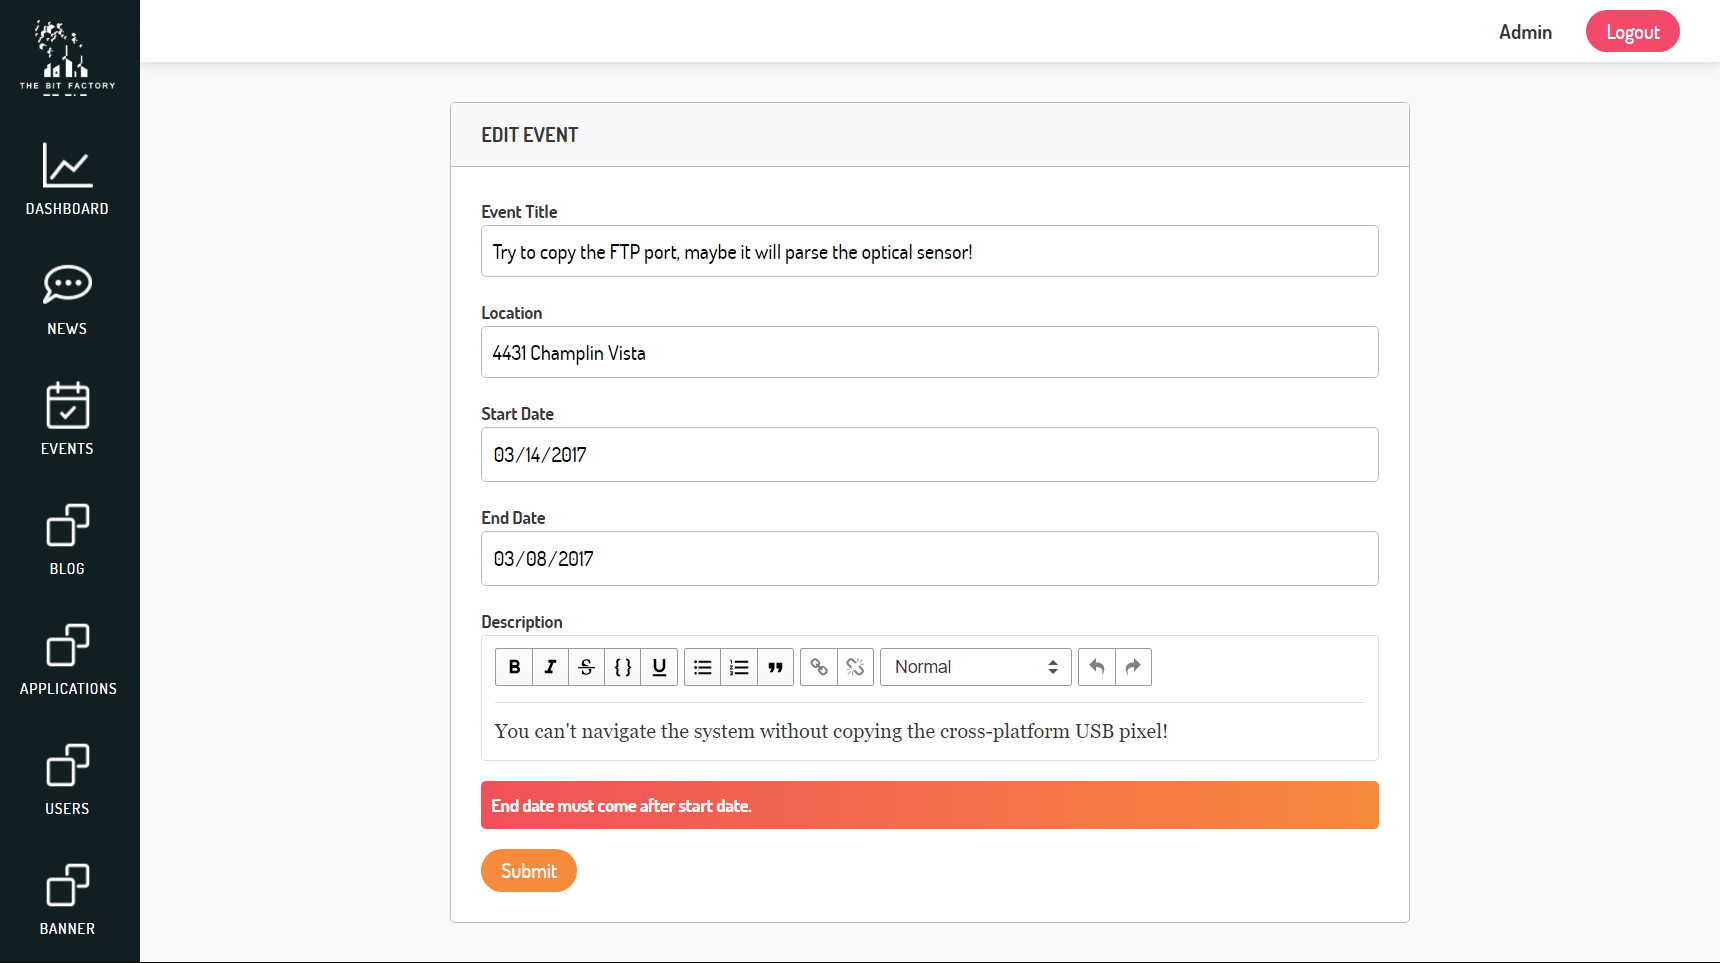 THE BIT FACTORY
Admin
Logout
DASHBOARD
NEWS
EVENTS
BLOG
APPLICATIONS
USERS
BANNER
EDIT EVENT
Event Title
Try to copy the FTP port, maybe it will parse the optical sensor!
Location
4431 Champlin Vista
Start Date
03/14/2017
End Date
03/08/2017
Description
B I S {} U Normal
You can't navigate the system without copying the cross-platform USB pixel!
End date must come after start date.
Submit